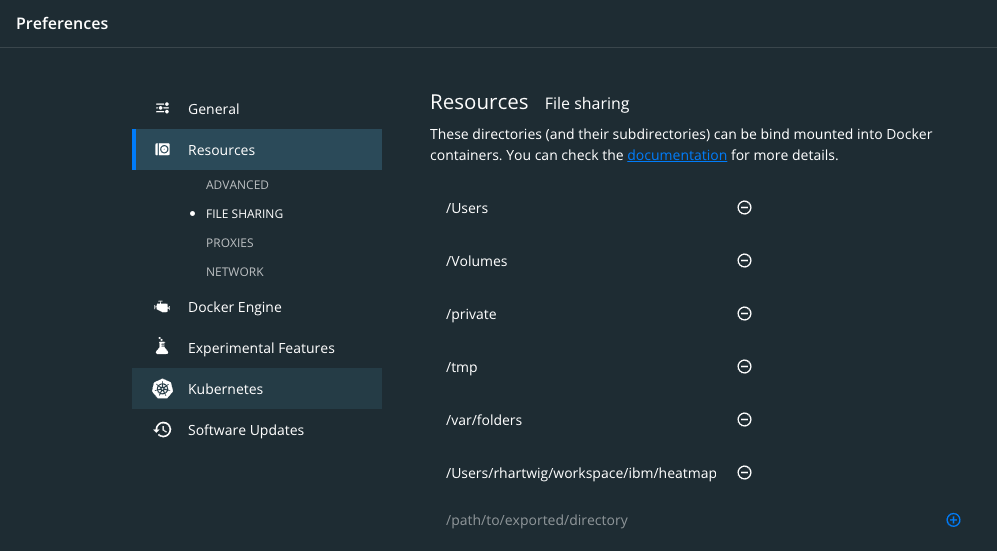 Preferences
General
Resources
ADVANCED
FILE SHARING
PROXIES
NETWORK
Docker Engine
Experimental Features
Kubernetes
Software Updates
Resources File sharing
These directories (and their subdirectories) can be bind mounted into Docker
containers. You can check the documentation for more details.
/Users
/Volumes
/private
/tmp
/var/folders
/Users/rhartwig/workspace/ibm/heatmap
/path/to/exported/directory